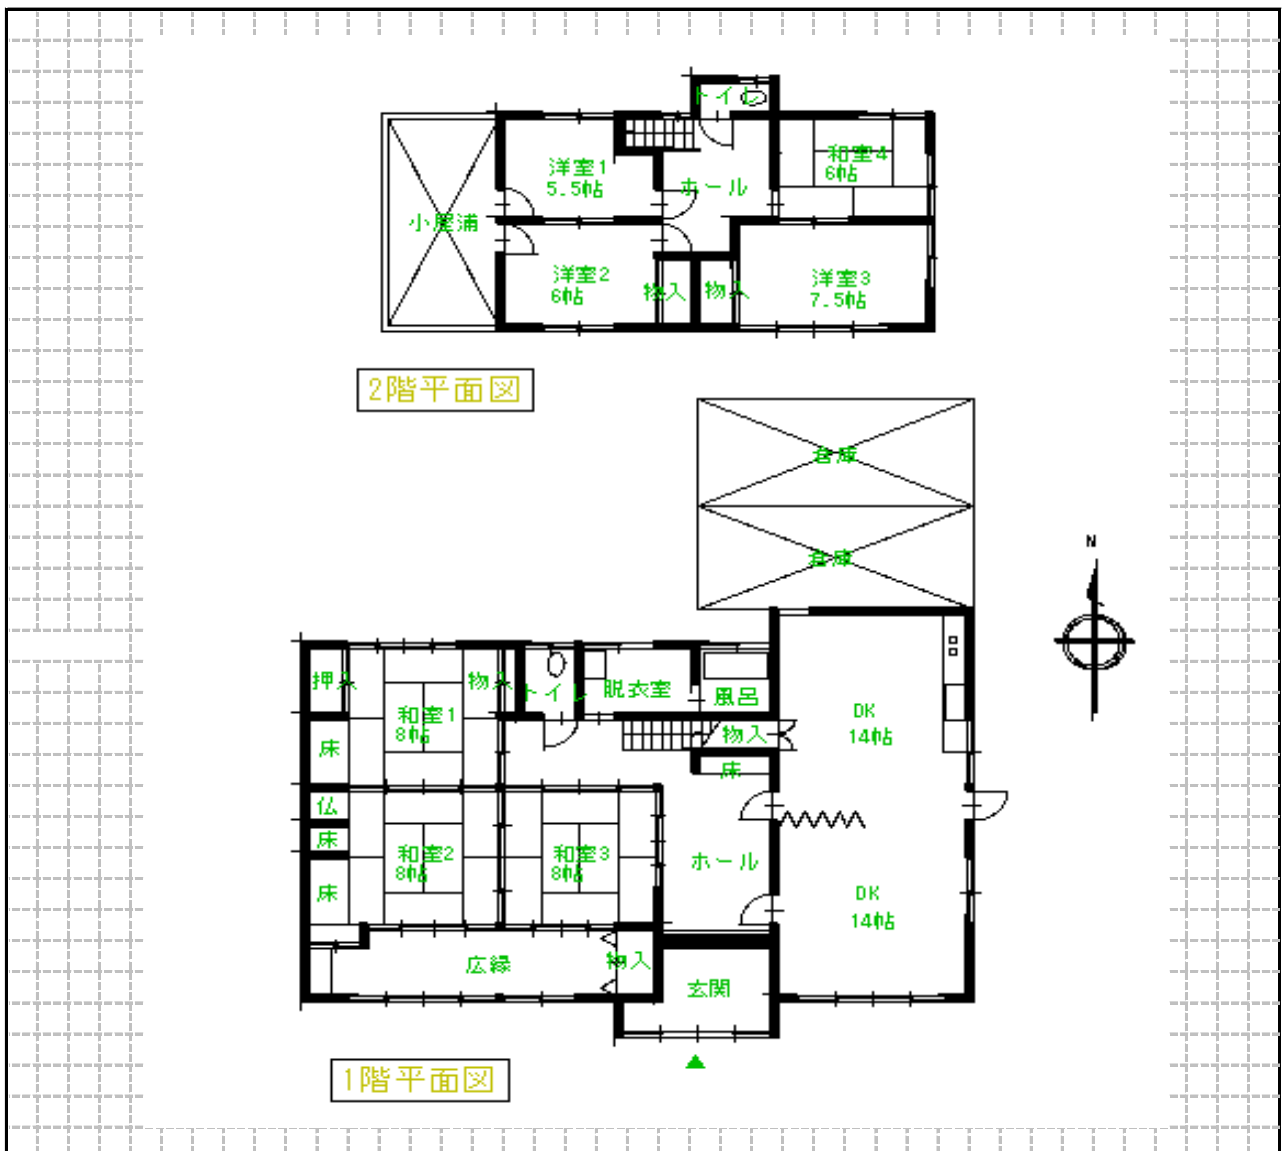 トイレ
洋室1
5.5帖
ホール
和室4
6帖
小屋浦
洋室2
6帖
物入
物入
洋室3
7.5帖
2階平面図
倉庫
倉庫
N
押入
物入
トイレ
脱衣室
風呂
和室1
8帖
DK
14帖
床
物入
床
仏
床
和室2
8帖
和室3
8帖
ホール
床
DK
14帖
広縁
物入
玄関
1階平面図